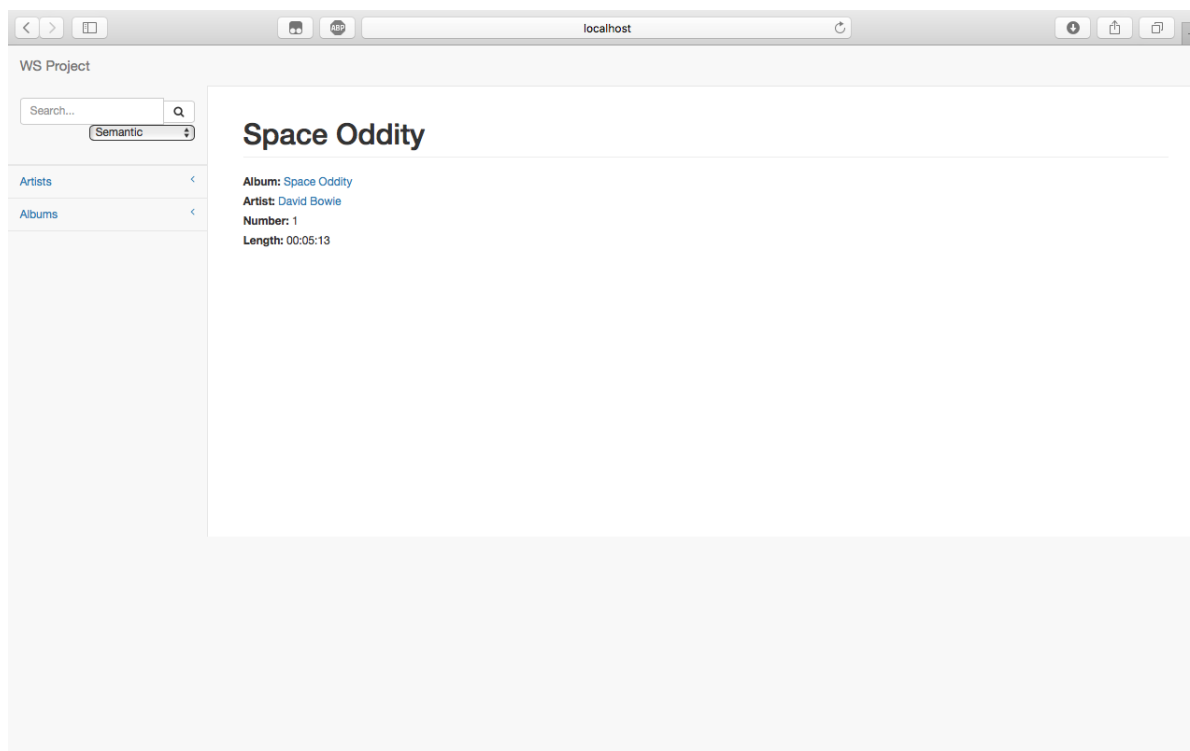 ABP
localhost
WS Project
Search...
Semantic
Artists
Albums
Space Oddity
Album: Space Oddity
Artist: David Bowie
Number: 1
Length: 00:05:13